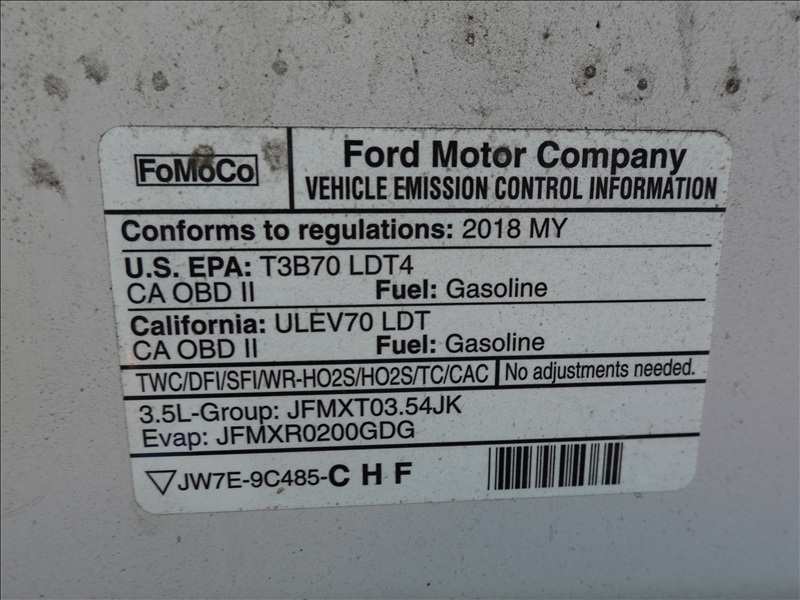 FoMoCo
Ford Motor Company
VEHICLE EMISSION CONTROL INFORMATION
Conforms to regulations: 2018 MY
U.S. EPA: T3B70 LDT4
CA OBD II Fuel: Gasoline
California: ULEV70 LDT
CA OBD II Fuel: Gasoline
TWC/DFI/SFI/WR-HO2S/HO2S/TC/CAC No adjustments needed.
3.5L-Group: JFMXT03.54JK
Evap: JFMXR0200GDG
▽JW7E-9C485-C H F